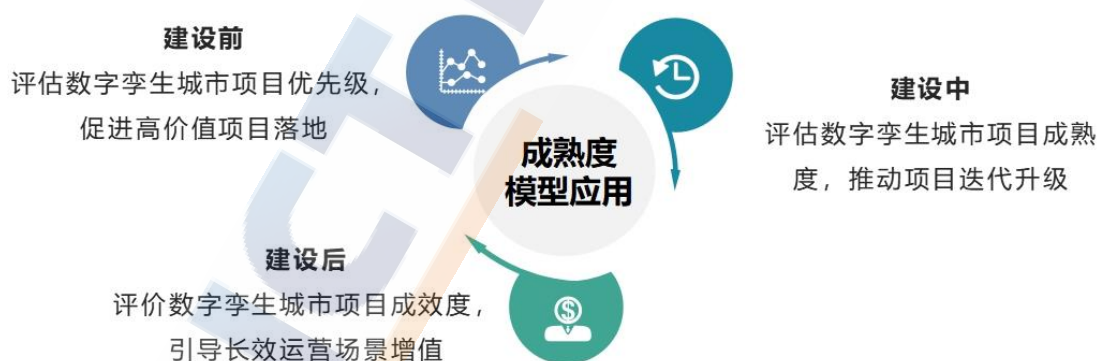 建设前
评估数字孪生城市项目优先级，
促进高价值项目落地
成熟度
模型应用
建设中
评估数字孪生城市项目成熟
度，推动项目迭代升级
建设后
评价数字孪生城市项目成效度，
引导长效运营场景增值
$